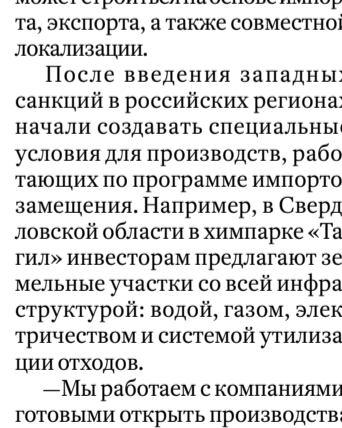 может строиться на основе импор
та, экспорта, а также совместной
локализации.
После введения западных
санкций в российских регионах
начали создавать специальные
условия для производств, рабо
тающих по программе импорто
замещения. Например, в Сверд
ловской области в химпарке «Та
гил» инвесторам предлагают зе
мельные участки со всей инфра
структурой: водой, газом, элек
тричеством и системой утилиза
ции отходов.
—Мы работаем с компаниями
готовыми открыть производства